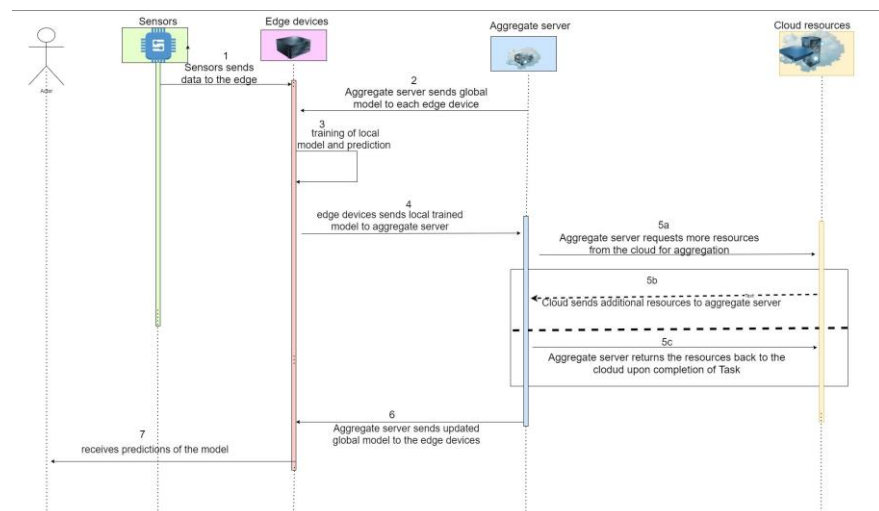 Sensors
Edge devices
Aggregate server
Cloud resources
Actor
1
Sensors sends
data to the edge
2
Aggregate server sends global
model to each edge device
3
training of local
model and prediction
4
edge devices sends local trained
model to aggregate server
5a
Aggregate server requests more resources
from the cloud for aggregation
5b
Cloud sends additional resources to aggregate server
5c
Aggregate server returns the resources back to the
clodud upon completion of Task
6
Aggregate server sends updated
global model to the edge devices
7
receives predictions of the model